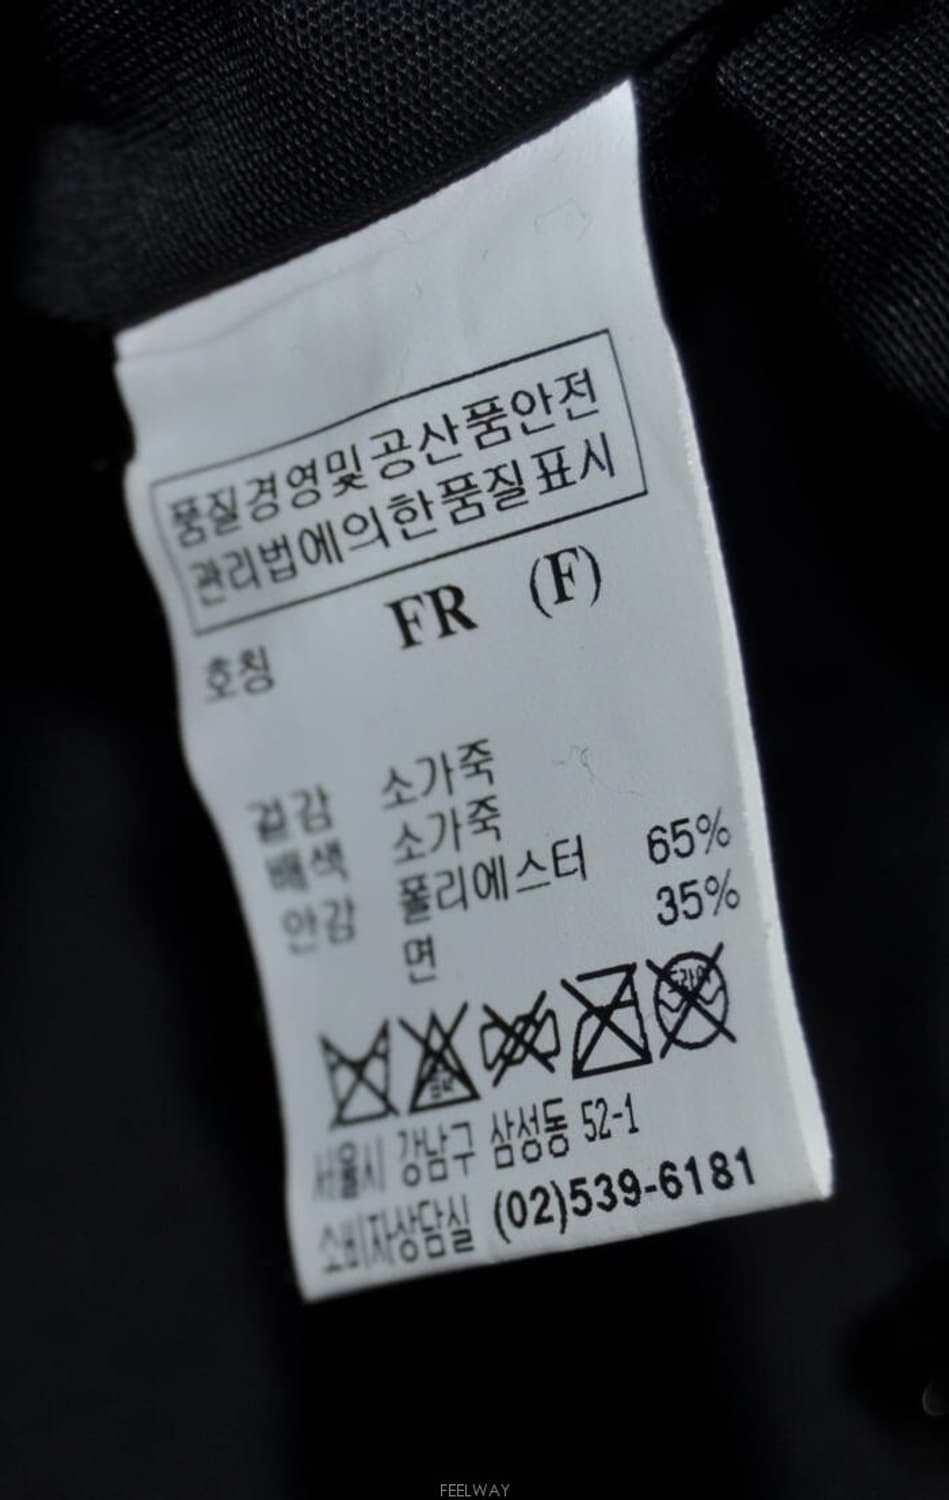 품질경영및공산품안전
관리법에의한품질표시
호칭 FR (F)
겉감 소가죽
배색 소가죽
안감 폴리에스터 65%
면 35%
드라이
서울시 강남구 삼성동 52-1
소비자상담실 (02)539-6181
FEELWAY